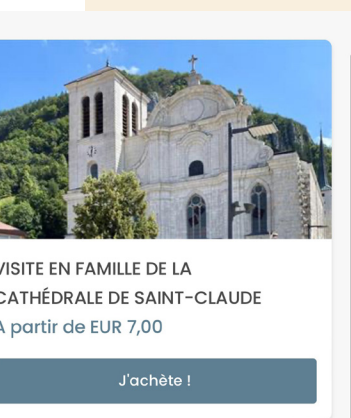 VISITE EN FAMILLE DE LA
CATHÉDRALE DE SAINT-CLAUDE
A partir de EUR 7,00
J'achète !